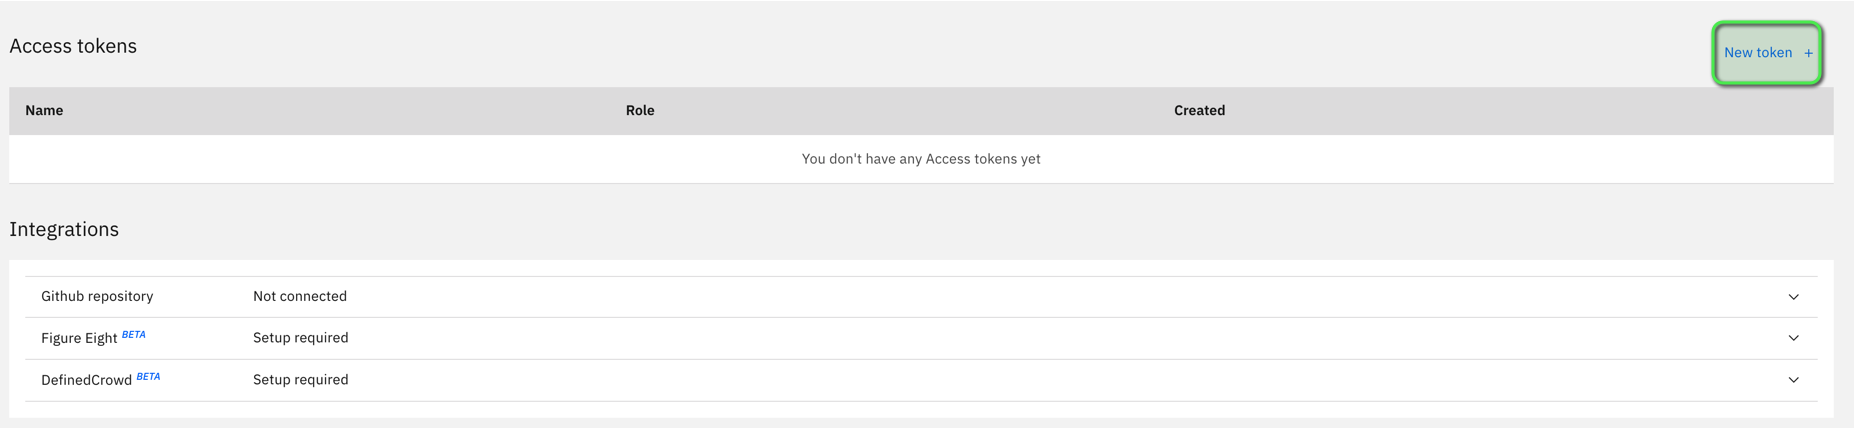 Access tokens
New token +
Name Role Created
You don't have any Access tokens yet
Integrations
Github repository Not connected
Figure Eight BETA Setup required
DefinedCrowd BETA Setup required